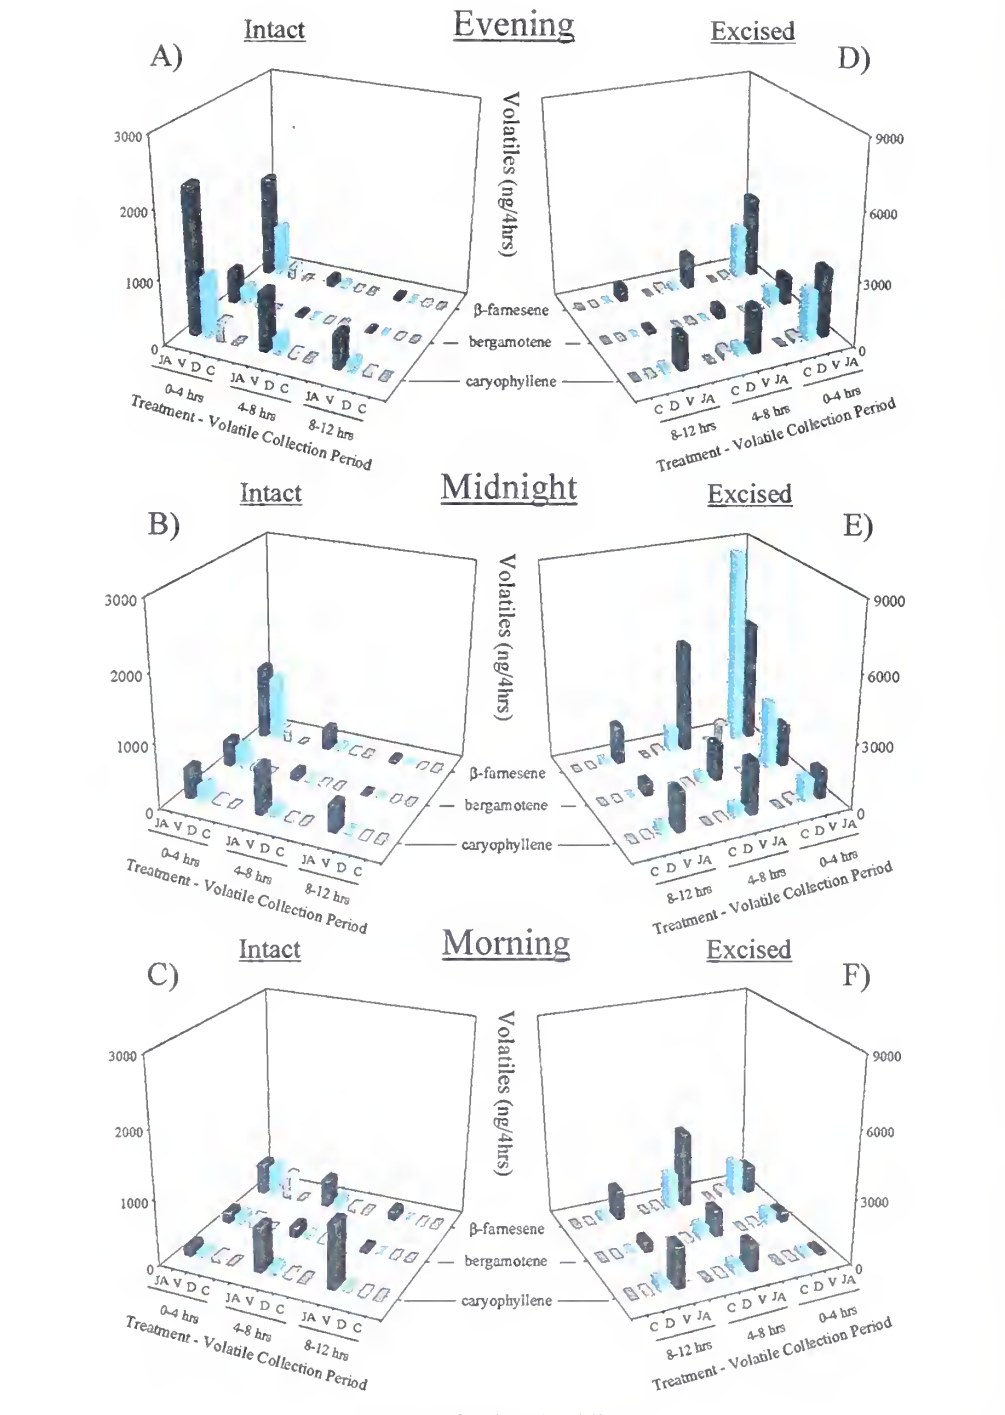 Evening
Intact
Excised
A)
D)
Volatiles (ng/4hrs)
3000
2000
1000
0
9000
6000
3000
0
β-farnesene
bergamotene
caryophyllene
JA V D C
JA V D C
JA V D C
0-4 hrs
4-8 hrs
8-12 hrs
Treatment - Volatile Collection Period
C D V JA
C D V JA
C D V JA
8-12 hrs
4-8 hrs
0-4 hrs
Treatment - Volatile Collection Period
Midnight
Intact
Excised
B)
E)
Volatiles (ng/4hrs)
3000
2000
1000
0
9000
6000
3000
0
β-farnesene
bergamotene
caryophyllene
JA V D C
JA V D C
JA V D C
0-4 hrs
4-8 hrs
8-12 hrs
Treatment - Volatile Collection Period
C D V JA
C D V JA
C D V JA
8-12 hrs
4-8 hrs
0-4 hrs
Treatment - Volatile Collection Period
Morning
Intact
Excised
C)
F)
Volatiles (ng/4hrs)
3000
2000
1000
0
9000
6000
3000
0
β-farnesene
bergamotene
caryophyllene
JA V D C
JA V D C
JA V D C
0-4 hrs
4-8 hrs
8-12 hrs
Treatment - Volatile Collection Period
C D V JA
C D V JA
C D V JA
8-12 hrs
4-8 hrs
0-4 hrs
Treatment - Volatile Collection Period